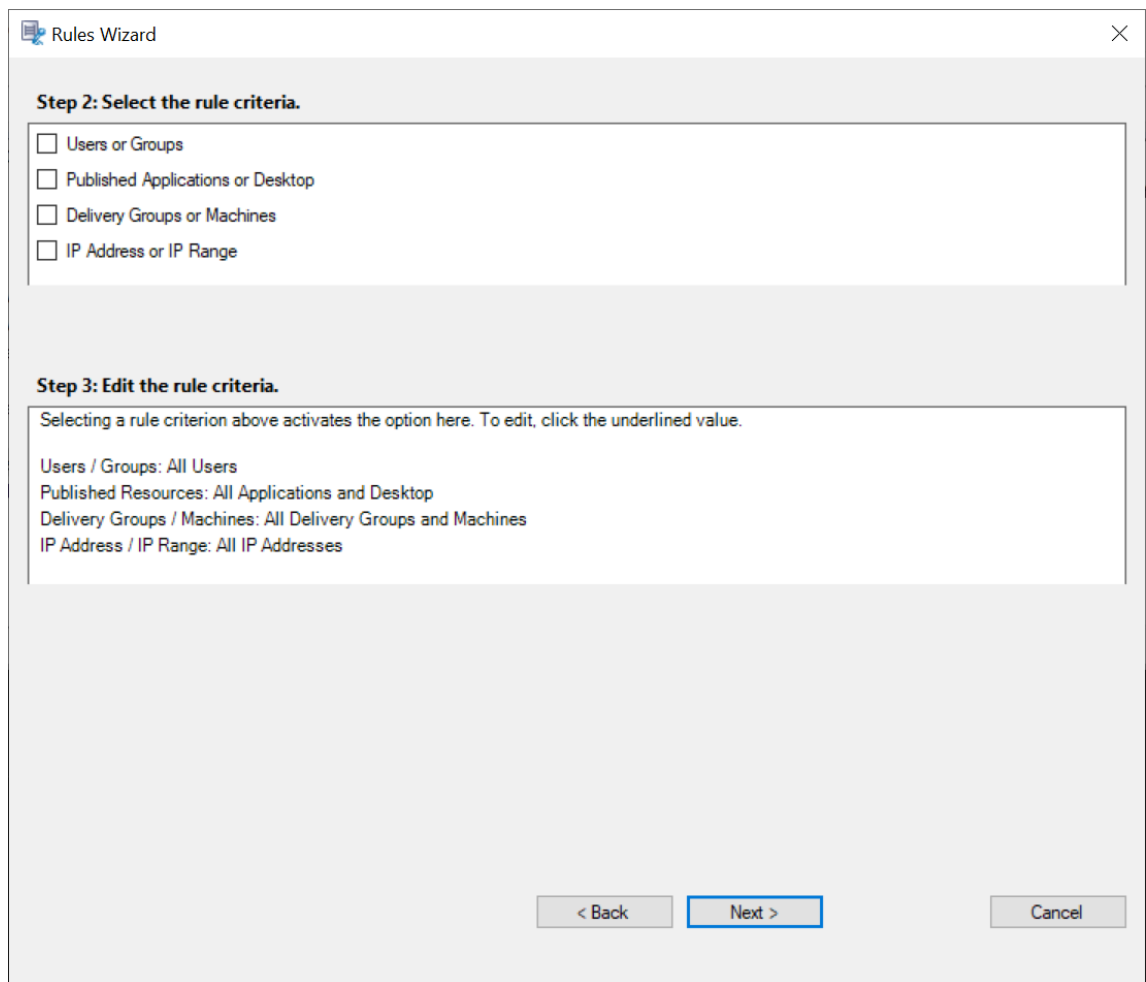 Rules Wizard
Step 2: Select the rule criteria.
Users or Groups
Published Applications or Desktop
Delivery Groups or Machines
IP Address or IP Range
Step 3: Edit the rule criteria.
Selecting a rule criterion above activates the option here. To edit, click the underlined value.
Users / Groups: All Users
Published Resources: All Applications and Desktop
Delivery Groups / Machines: All Delivery Groups and Machines
IP Address / IP Range: All IP Addresses
< Back Next > Cancel